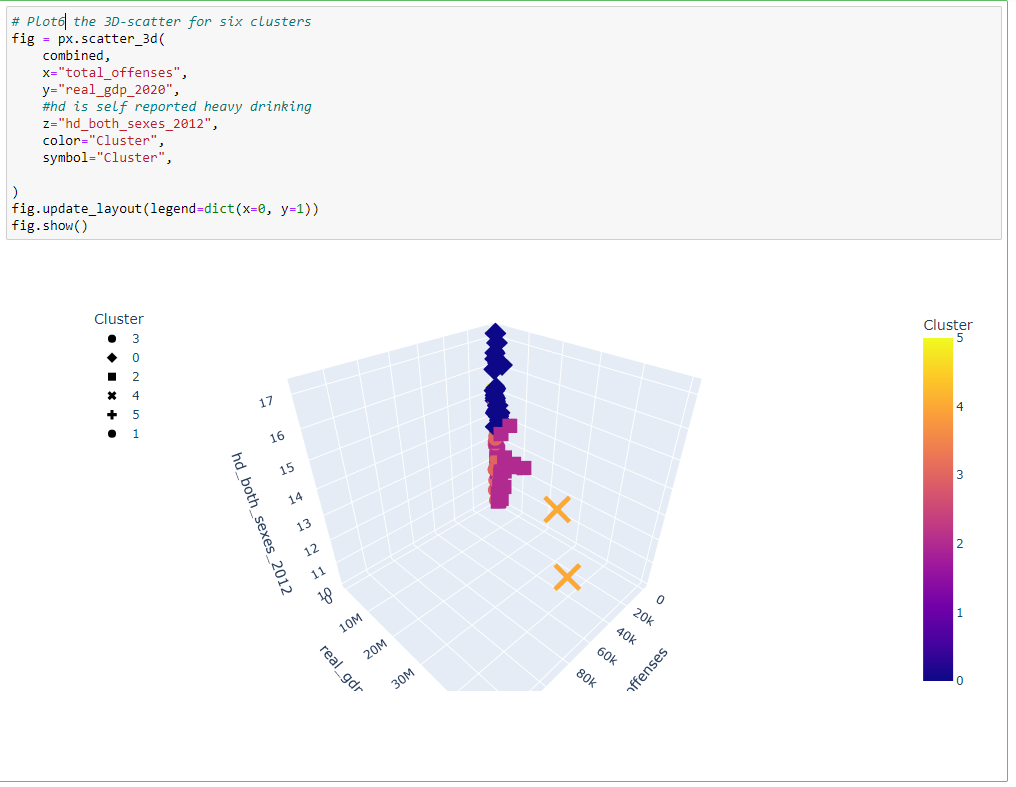 # Plot6 the 3D-scatter for six clusters
fig = px.scatter_3d(
combined,
x="total_offenses",
y="real_gdp_2020",
#hd is self reported heavy drinking
z="hd_both_sexes_2012",
color="Cluster",
symbol="Cluster",
)
fig.update_layout(legend=dict(x=0, y=1))
fig.show()
Cluster
3
0
2
4
5
1
17
16
15
14
13
12
11
10
hd_both_sexes_2012
0
10M
20M
30M
real_gdp
0
20k
40k
60k
80k
offenses
Cluster
5
4
3
2
1
0